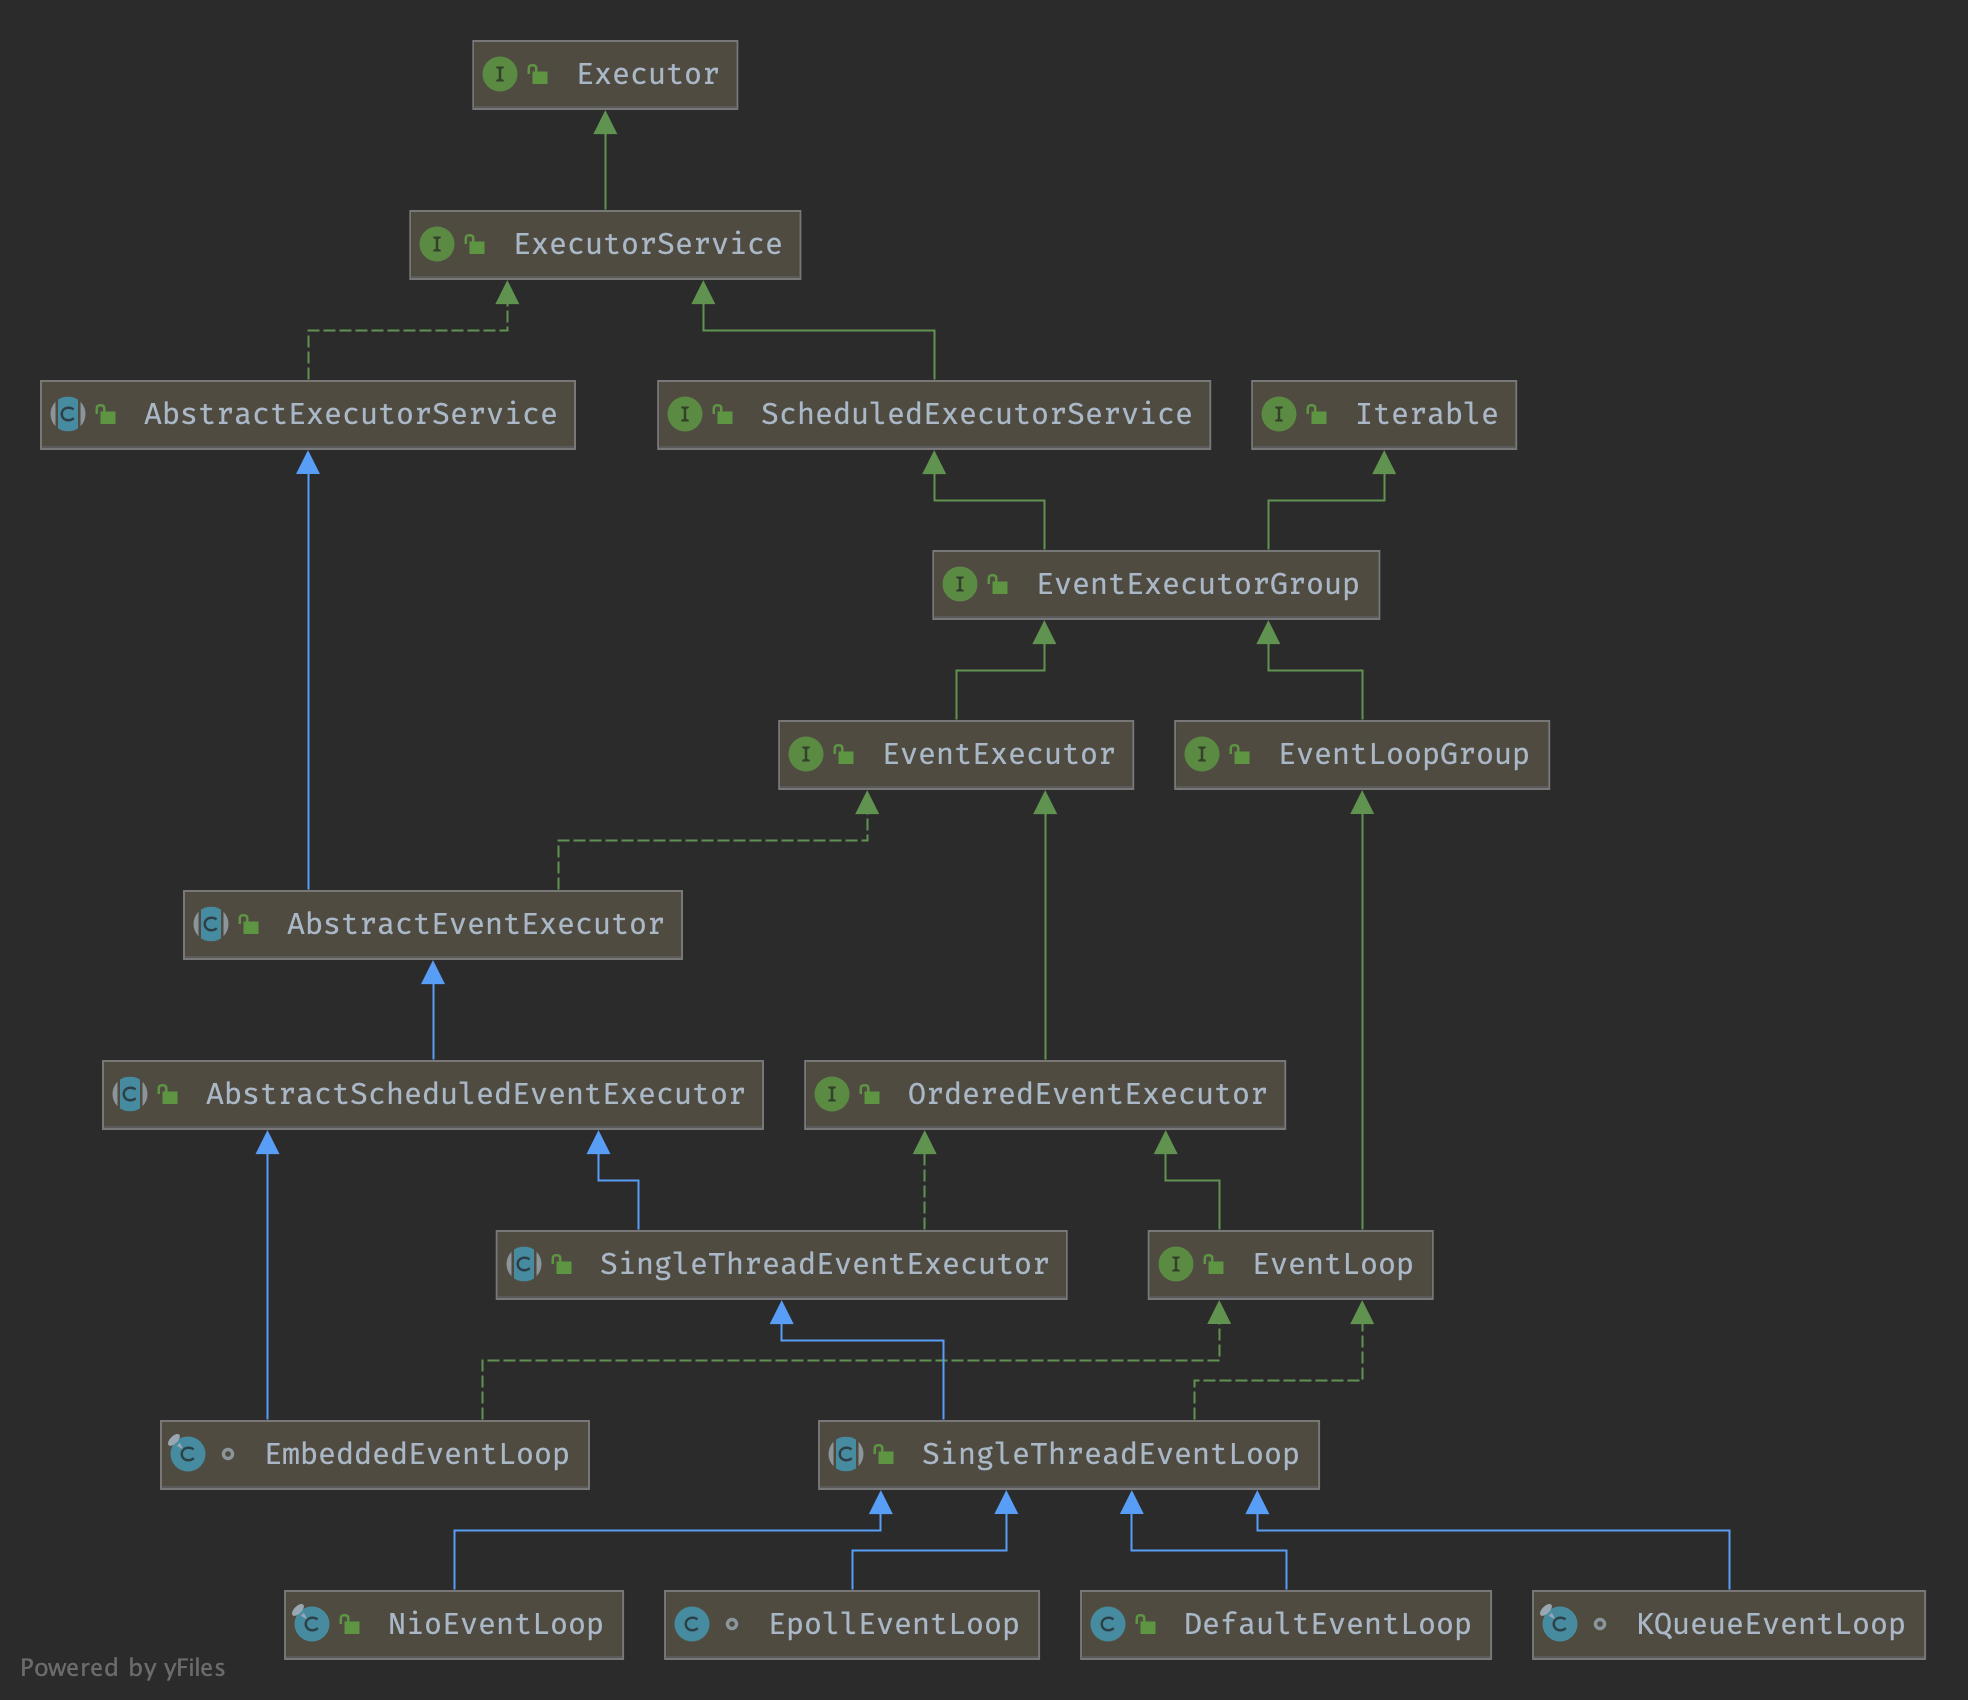 Executor
ExecutorService
AbstractExecutorService
ScheduledExecutorService
Iterable
EventExecutorGroup
EventExecutor
EventLoopGroup
AbstractEventExecutor
AbstractScheduledEventExecutor
OrderedEventExecutor
SingleThreadEventExecutor
EventLoop
EmbeddedEventLoop
SingleThreadEventLoop
NioEventLoop
EpollEventLoop
DefaultEventLoop
KQueueEventLoop
Powered by yFiles